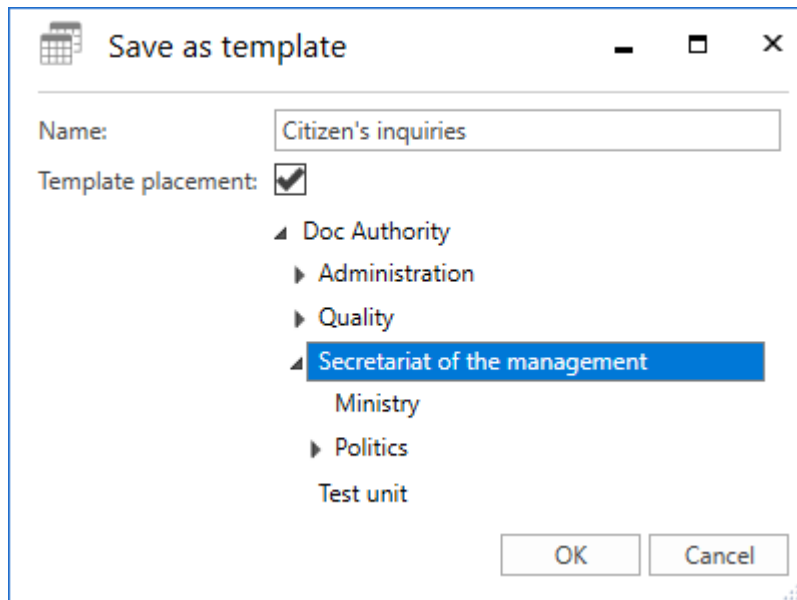 Save as template
Name: Citizen's inquiries
Template placement:
Doc Authority
Administration
Quality
Secretariat of the management
Ministry
Politics
Test unit
OK Cancel